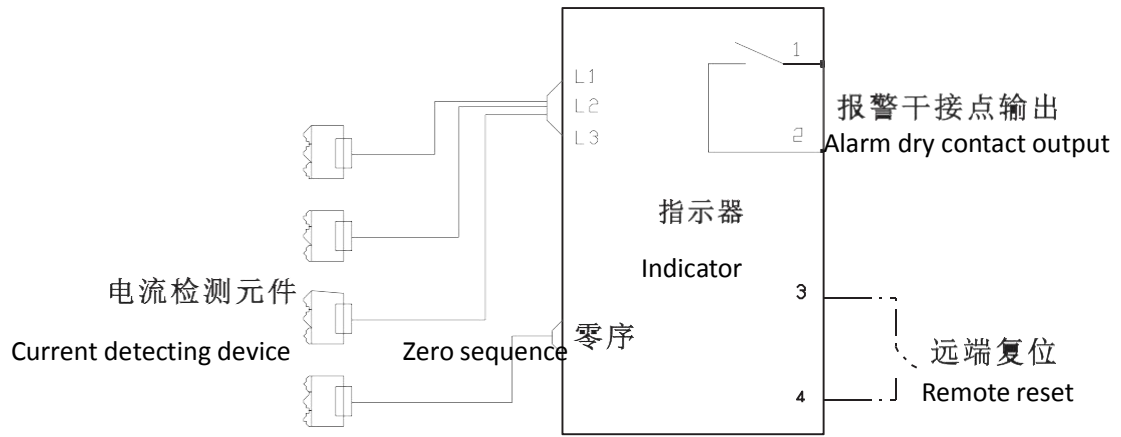 1
L1
L2
L3
报警干接点输出
2
Alarm dry contact output
指示器
Indicator
电流检测元件
3
零序
Current detecting device
Zero sequence
远端复位
4
Remote reset